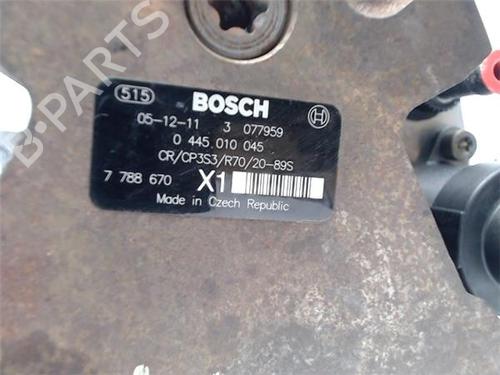 515 BOSCH
05-12-11 3 077959
0 445 010 045
CR/CP3S3/R70/20-89S
7 788 670 X1
Made in Czech Republic
B-PARTS